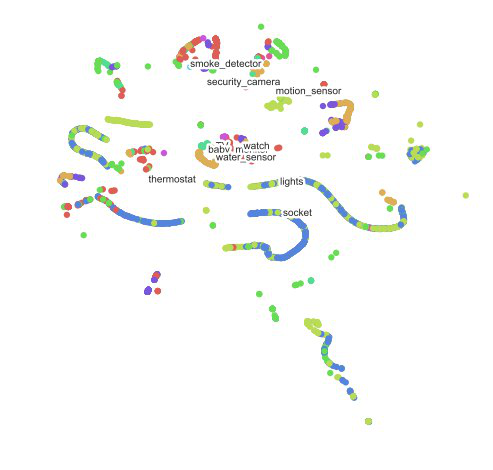 smoke_detector
security_camera
motion_sensor
watch
water_sensor
thermostat
lights
socket